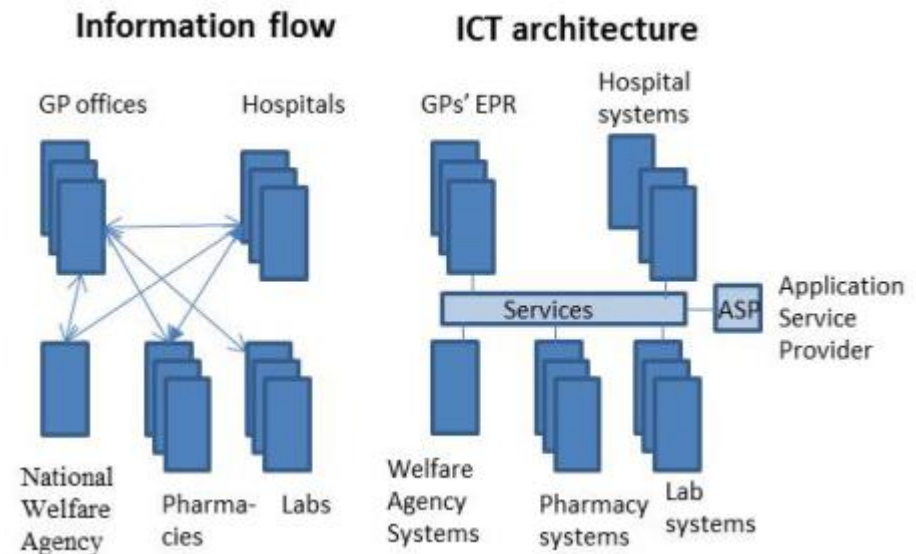 Information flow
ICT architecture
GP offices
Hospitals
GPs' EPR
Hospital
systems
Services
ASP
Application
Service
Provider
National
Welfare
Agency
Pharma-
cies
Labs
Welfare
Agency
Systems
Pharmacy
systems
Lab
systems